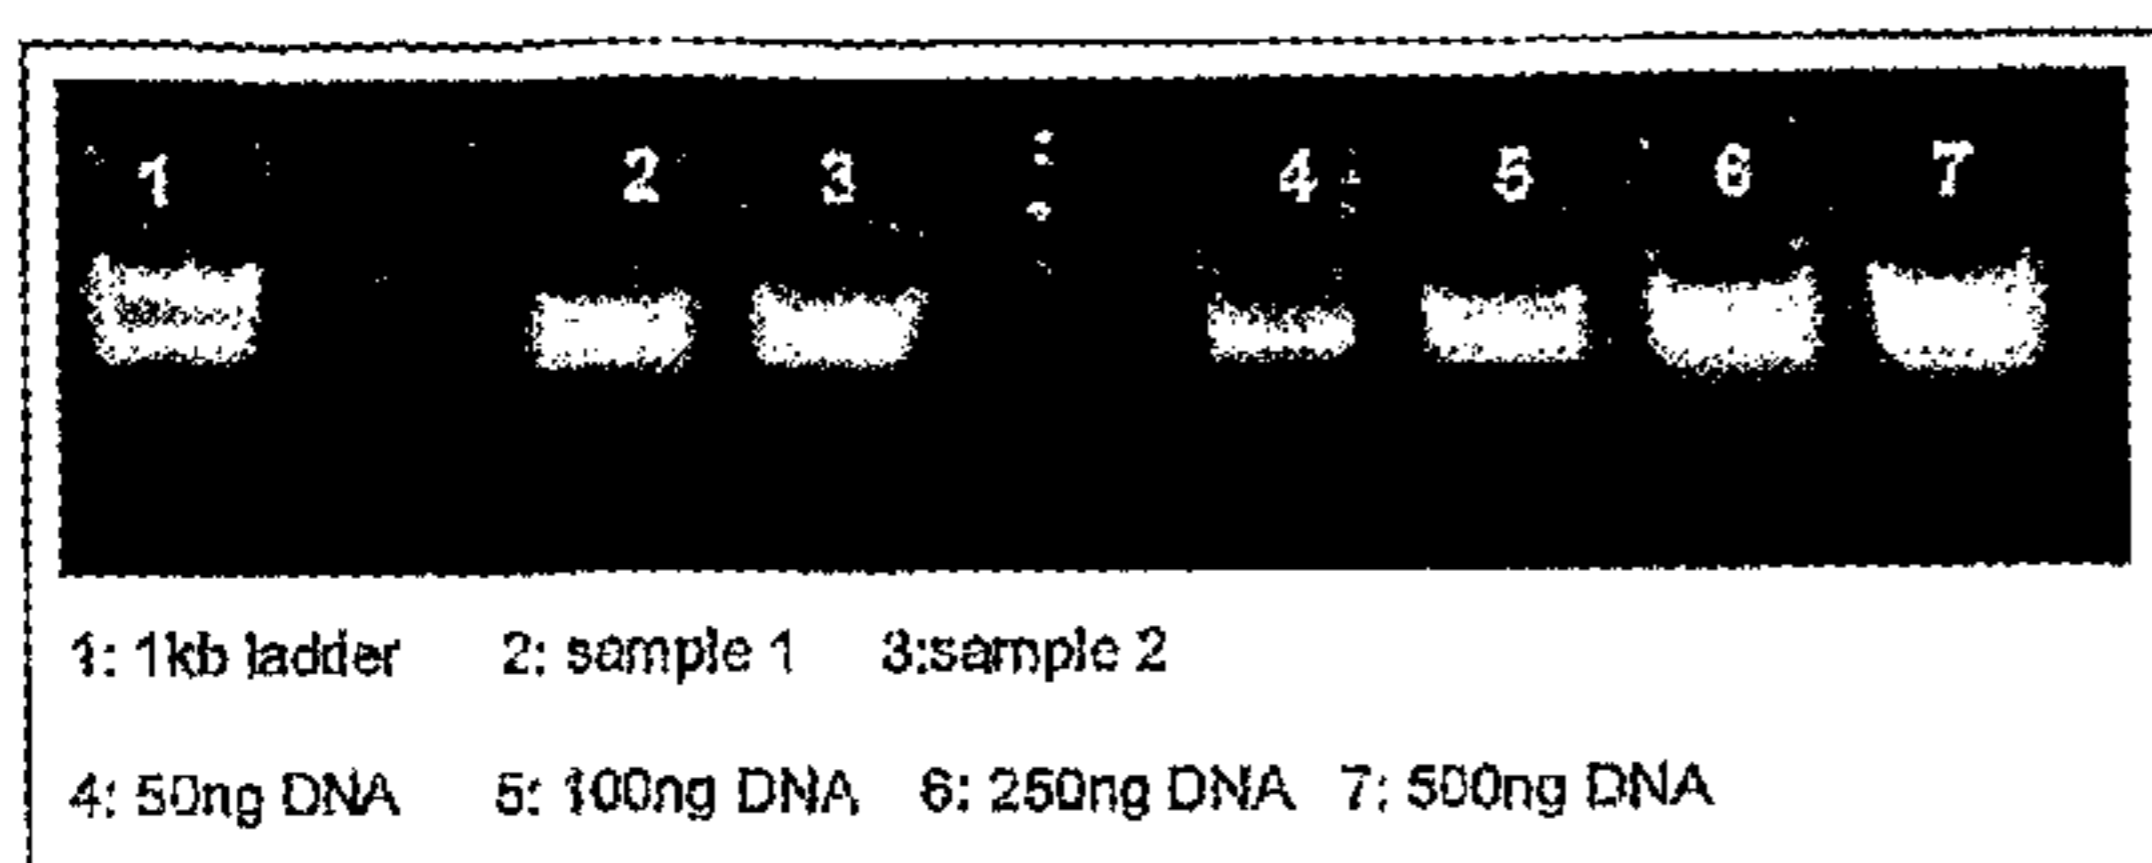 1 2 3 4 5 6 7
1: 1kb ladder 2: sample 1 3:sample 2
4: 50ng DNA 5: 100ng DNA 6: 250ng DNA 7: 500ng DNA